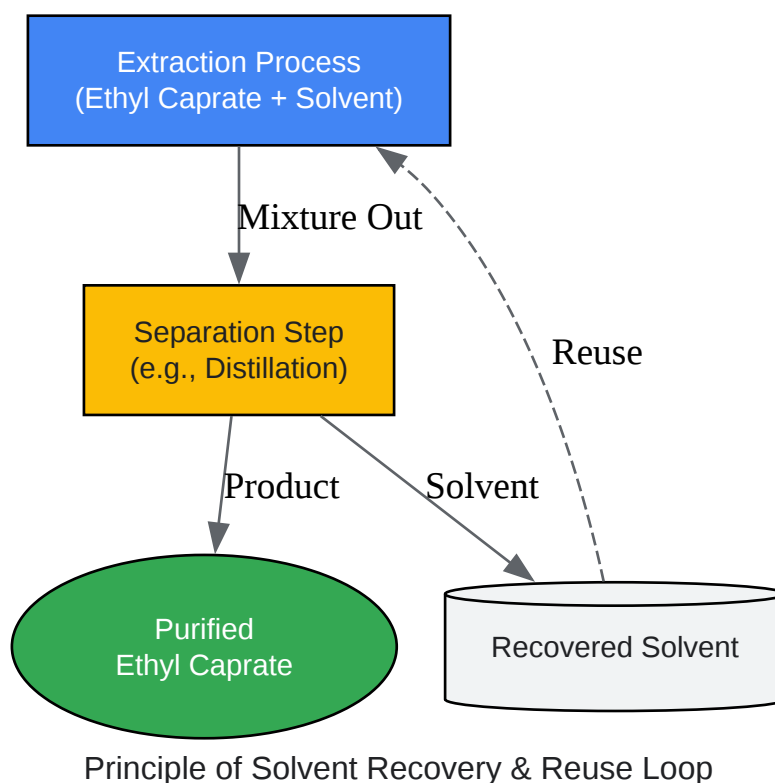 Extraction Process
(Ethyl Caprate + Solvent)
Mixture Out
Separation Step
(e.g., Distillation)
Reuse
Product
Solvent
Purified
Ethyl Caprate
Recovered Solvent
Principle of Solvent Recovery & Reuse Loop